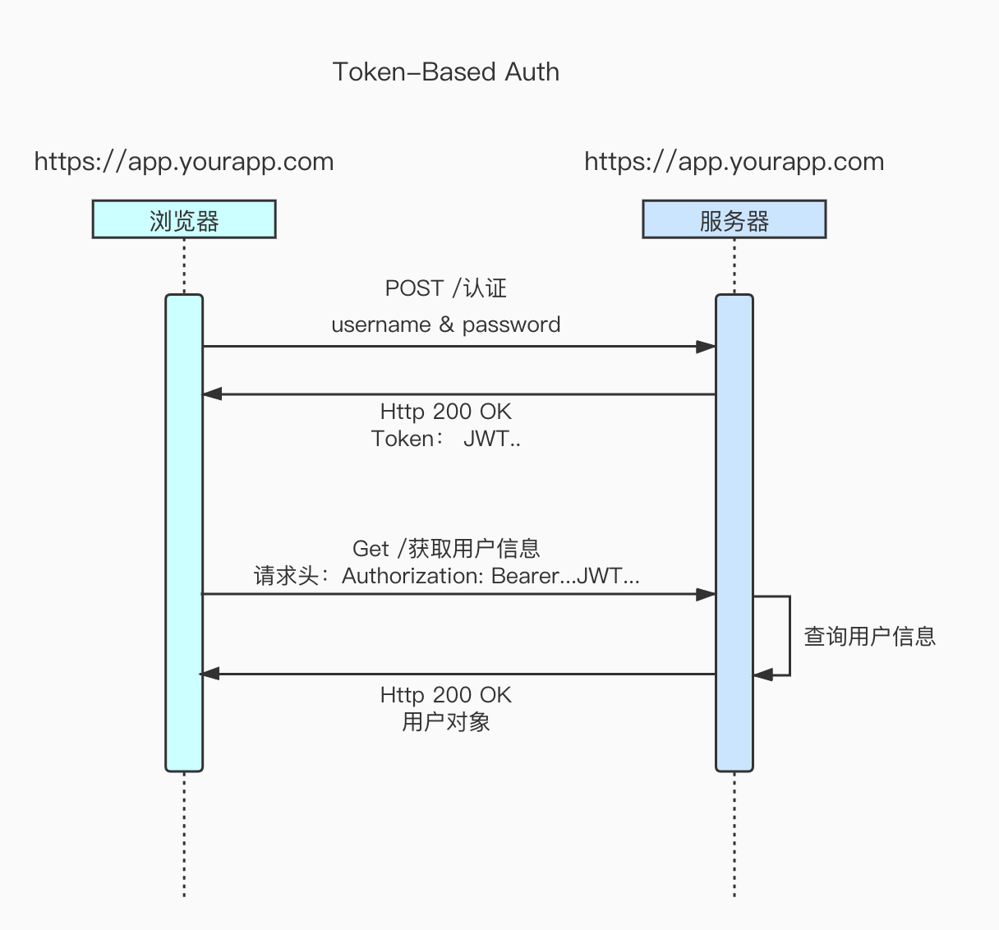 Token-Based Auth
https://app.yourapp.com
https://app.yourapp.com
浏览器
服务器
POST /认证
username & password
Http 200 OK
Token： JWT..
Get /获取用户信息
请求头：Authorization: Bearer...JWT...
查询用户信息
Http 200 OK
用户对象